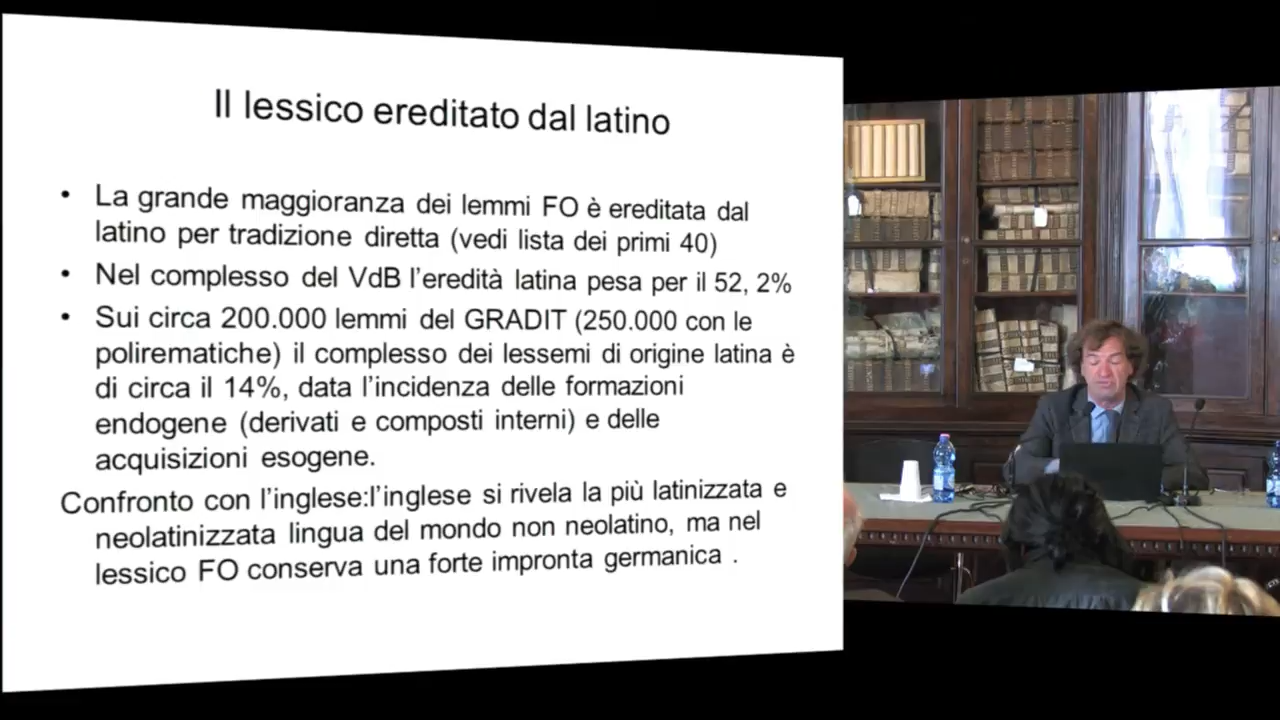 Il lessico ereditato dal latino
• La grande maggioranza dei lemmi FO è ereditata dal
latino per tradizione diretta (vedi lista dei primi 40)
• Nel complesso del VdB l'eredità latina pesa per il 52, 2%
• Sui circa 200.000 lemmi del GRADIT (250.000 con le
polirematiche) il complesso dei lessemi di origine latina è
di circa il 14%, data l'incidenza delle formazioni
endogene (derivati e composti interni) e delle
acquisizioni esogene.
Confronto con l'inglese:l'inglese si rivela la più latinizzata e
neolatinizzata lingua del mondo non neolatino, ma nel
lessico FO conserva una forte impronta germanica .